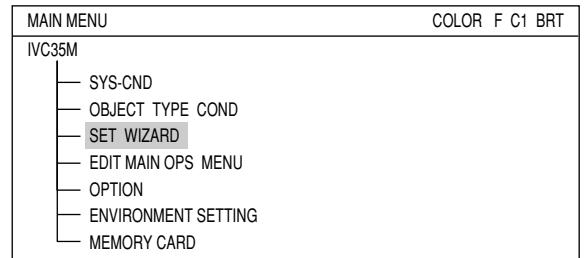 MAIN MENU COLOR F C1 BRT
IVC35M
SYS-CND
OBJECT TYPE COND
SET WIZARD
EDIT MAIN OPS MENU
OPTION
ENVIRONMENT SETTING
MEMORY CARD